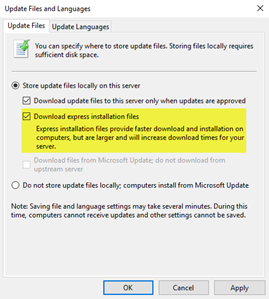 Update Files and Languages
Update Files
Update Languages
You can specify where to store update files. Storing files locally requires
sufficient disk space.
Store update files locally on this server
Download update files to this server only when updates are approved
Download express installation files
Express installation files provide faster download and installation on
computers, but are larger and will increase download times for your
server.
Download files from Microsoft Update; do not download from
upstream server
Do not store update files locally; computers install from Microsoft Update
Note: Saving file and language settings may take several minutes. During this
time, computers cannot receive updates and other settings cannot be saved.
OK
Cancel
Apply